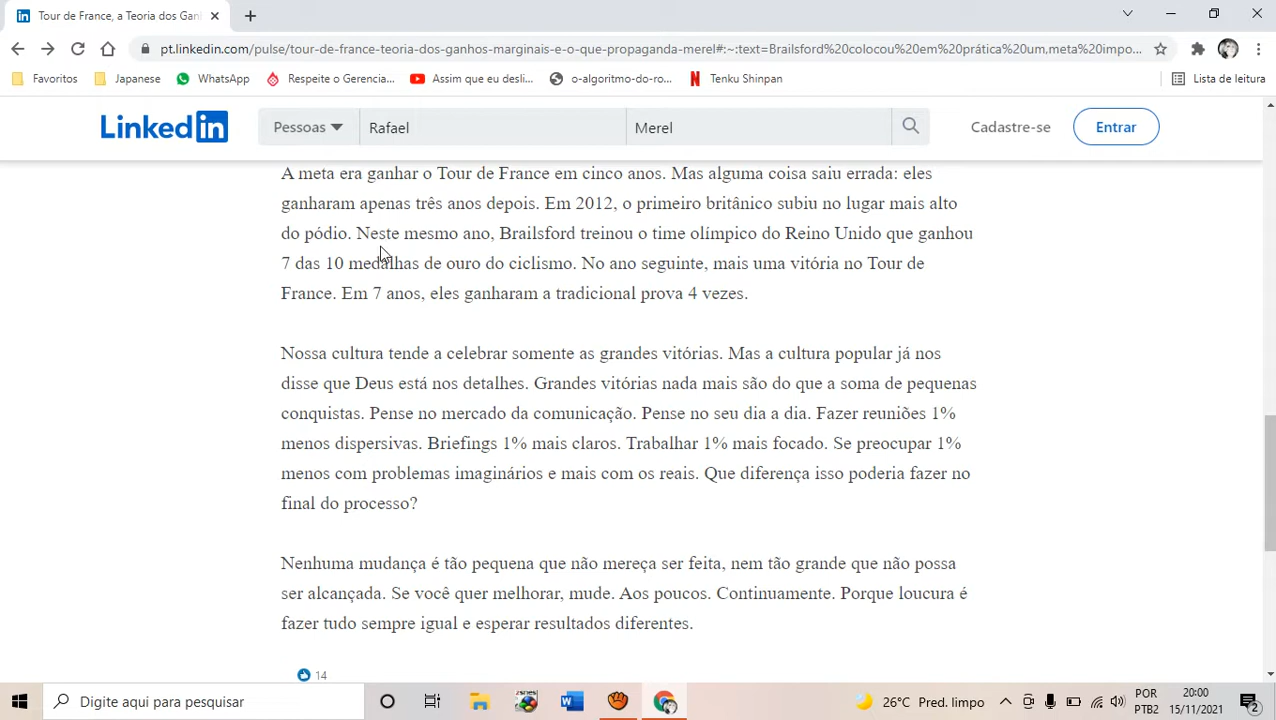 Tour de France, a Teoria dos Gan
pt.linkedin.com/pulse/tour-de-france-teoria-dos-ganhos-marginais-e-o-que-propaganda-merel#:~:text=Brailsford%20colocou%20em%20prática%20um,meta%20impo...
Favoritos Japanese WhatsApp Respeite o Gerencia... Assim que eu desli... o-algoritmo-do-ro... Tenku Shinpan Lista de leitura
Linkedin Pessoas Rafael Merel Cadastre-se Entrar
A meta era ganhar o Tour de France em cinco anos. Mas alguma coisa saiu errada: eles
ganharam apenas três anos depois. Em 2012, o primeiro britânico subiu no lugar mais alto
do pódio. Neste mesmo ano, Brailsford treinou o time olímpico do Reino Unido que ganhou
7 das 10 medalhas de ouro do ciclismo. No ano seguinte, mais uma vitória no Tour de
France. Em 7 anos, eles ganharam a tradicional prova 4 vezes.
Nossa cultura tende a celebrar somente as grandes vitórias. Mas a cultura popular já nos
disse que Deus está nos detalhes. Grandes vitórias nada mais são do que a soma de pequenas
conquistas. Pense no mercado da comunicação. Pense no seu dia a dia. Fazer reuniões 1%
menos dispersivas. Briefings 1% mais claros. Trabalhar 1% mais focado. Se preocupar 1%
menos com problemas imaginários e mais com os reais. Que diferença isso poderia fazer no
final do processo?
Nenhuma mudança é tão pequena que não mereça ser feita, nem tão grande que não possa
ser alcançada. Se você quer melhorar, mude. Aos poucos. Continuamente. Porque loucura é
fazer tudo sempre igual e esperar resultados diferentes.
14
Digite aqui para pesquisar 26°C Pred. limpo POR 20:00
PTB2 15/11/2021 2